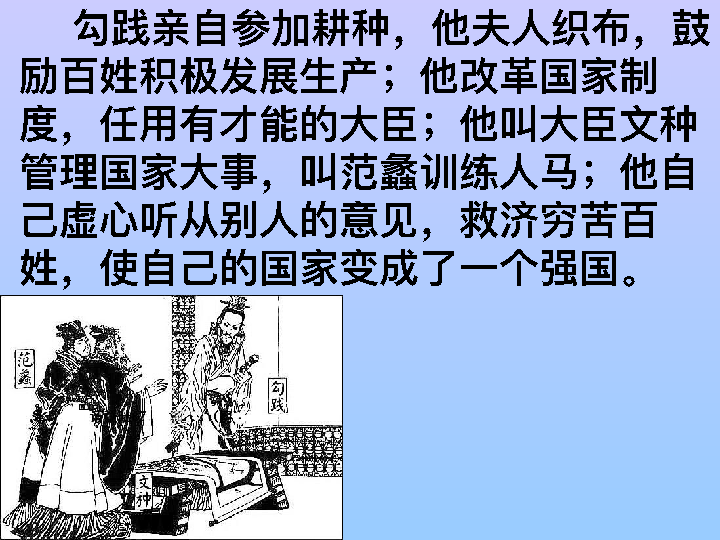 勾践亲自参加耕种，他夫人织布，鼓
励百姓积极发展生产；他改革国家制
度，任用有才能的大臣；他叫大臣文种
管理国家大事，叫范蠡训练人马；他自
己虚心听从别人的意见，救济穷苦百
姓，使自己的国家变成了一个强国。
范蠡
勾践
文种